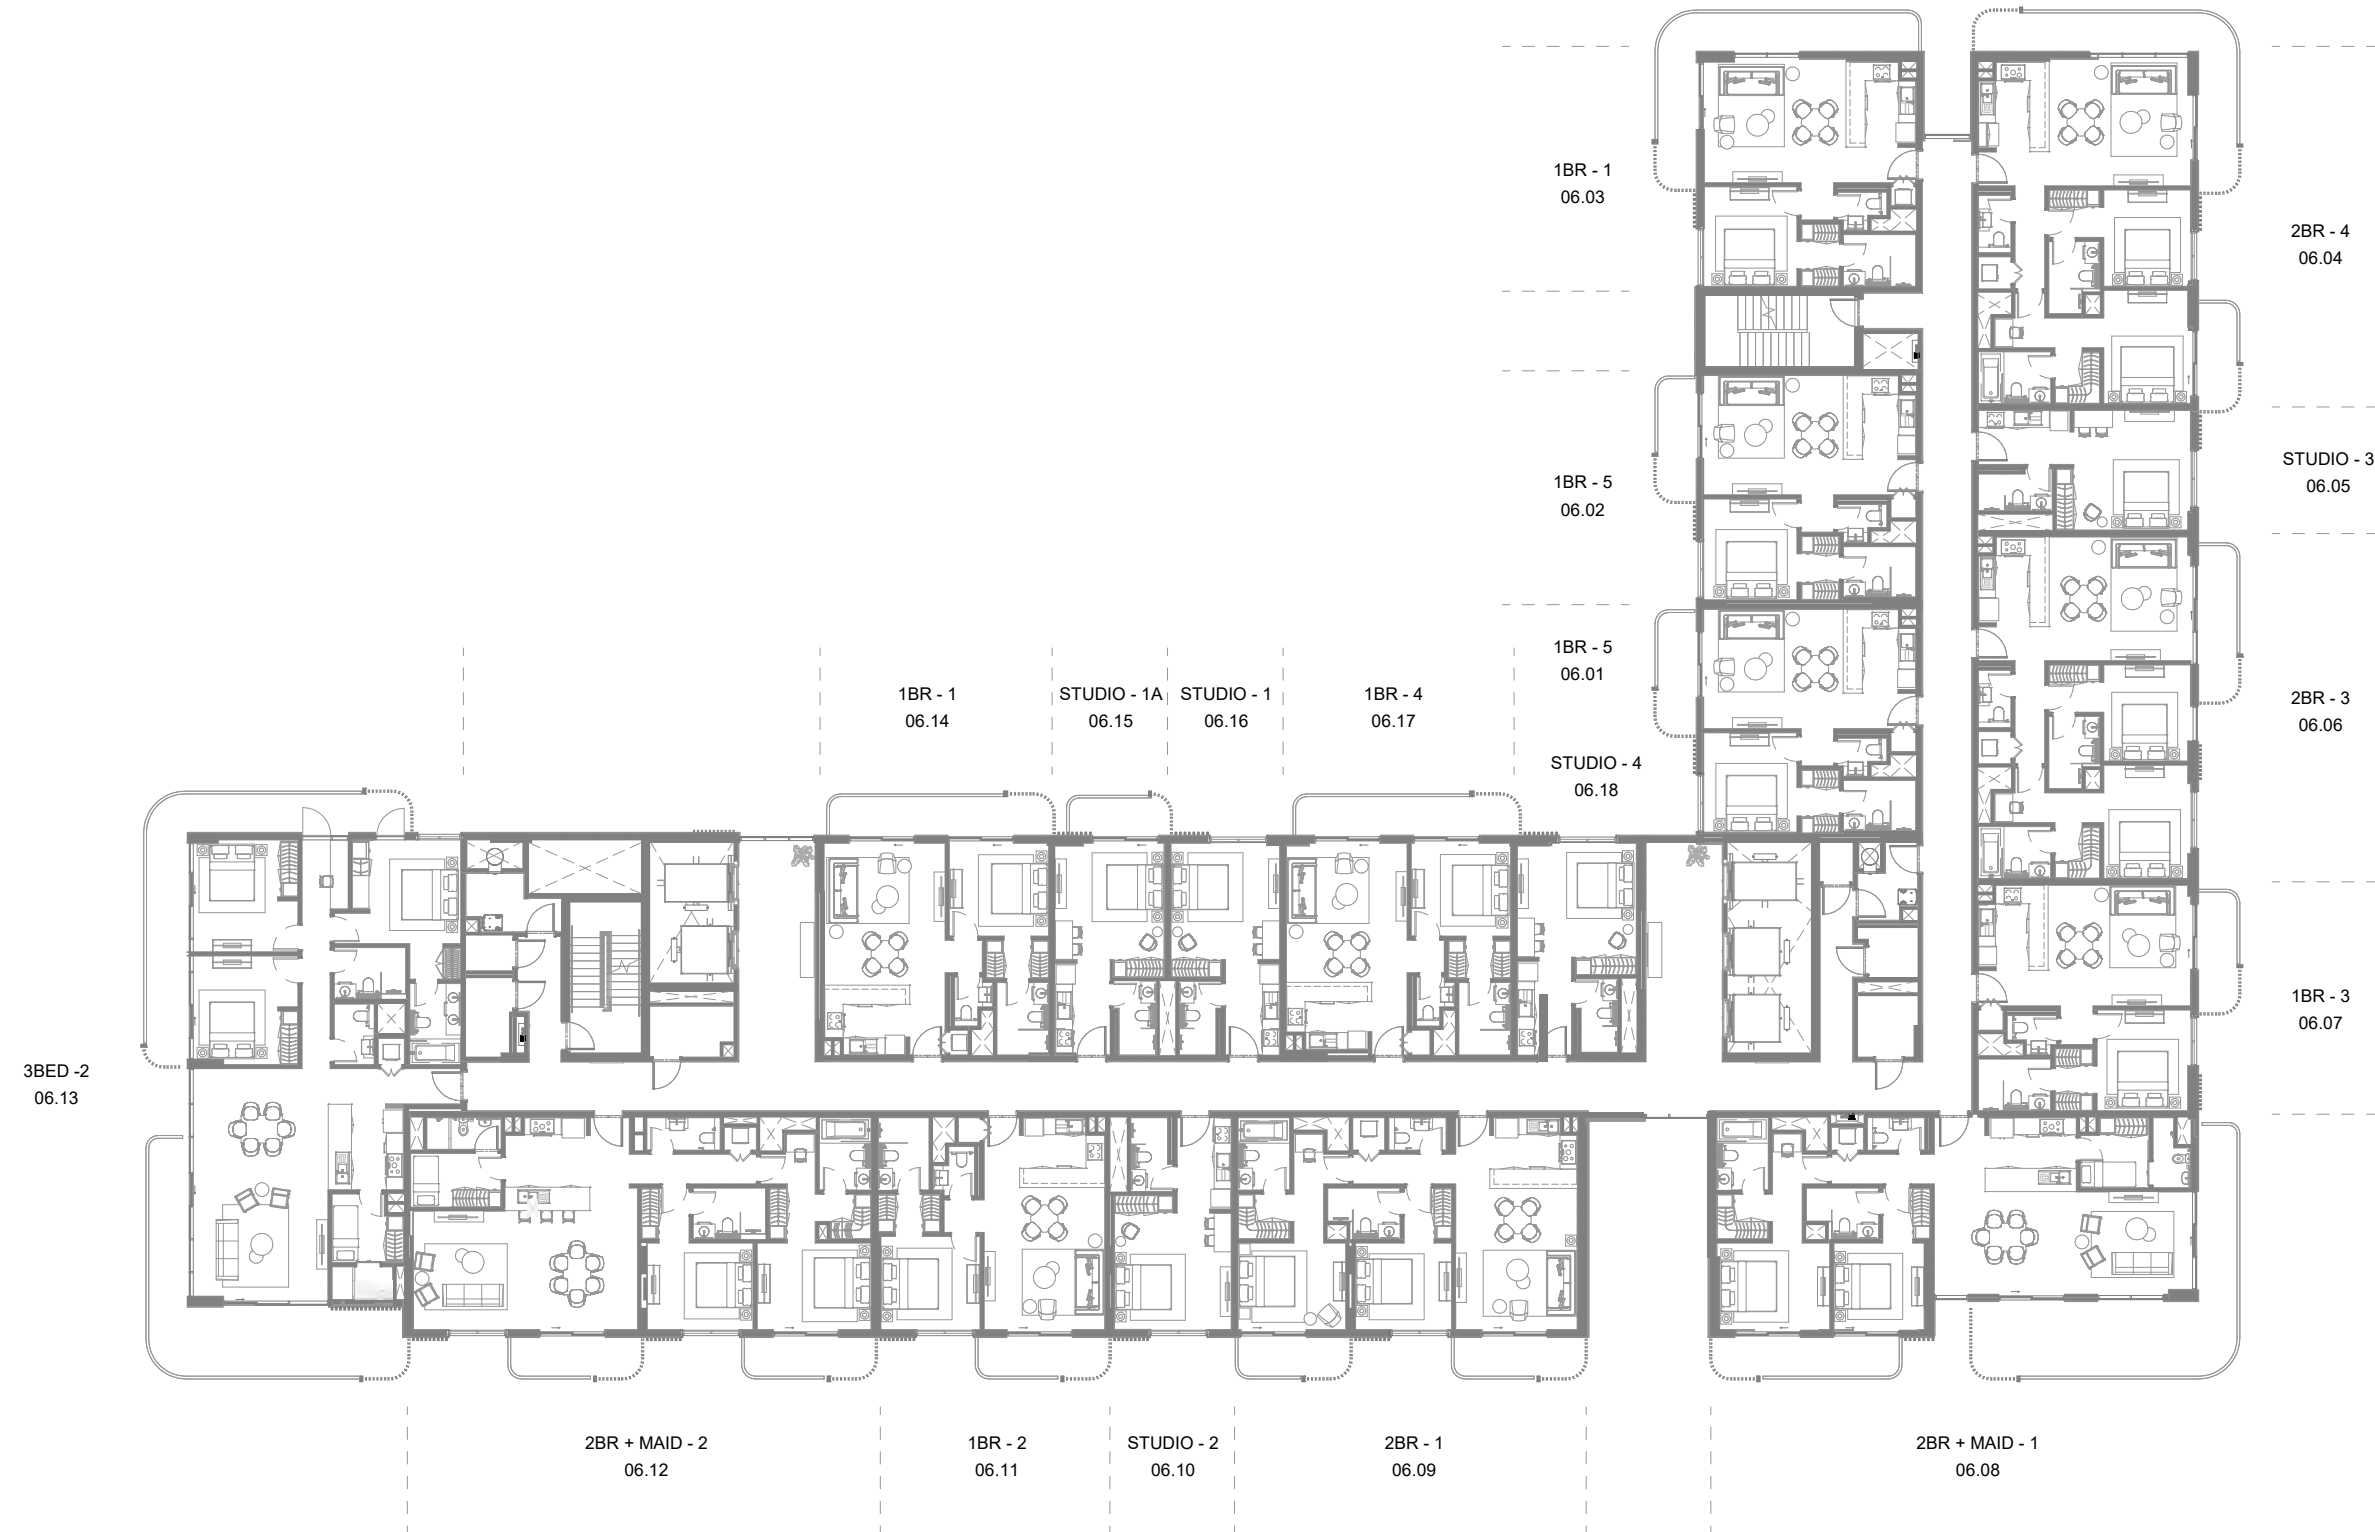 1BR - 1
06.03
2BR - 4
06.04
STUDIO - 3
06.05
1BR - 5
06.02
1BR - 5
06.01
2BR - 3
06.06
1BR - 1
06.14
STUDIO - 1A
06.15
STUDIO - 1
06.16
1BR - 4
06.17
STUDIO - 4
06.18
1BR - 3
06.07
3BED -2
06.13
2BR + MAID - 2
06.12
1BR - 2
06.11
STUDIO - 2
06.10
2BR - 1
06.09
2BR + MAID - 1
06.08